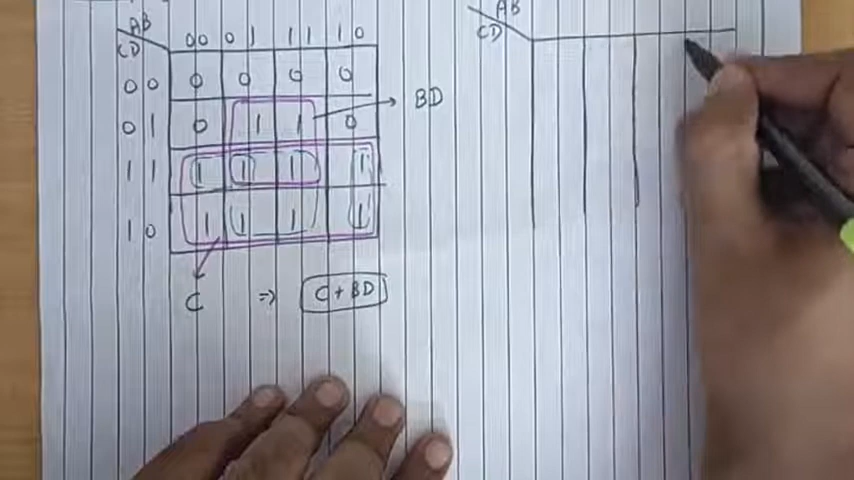 AB
CD
00 01 11 10
00 0 0 0 0
01 0 1 1 0
11 1 1 1 1
10 1 1 1 1
BD
C ⇒ C + BD
AB
CD